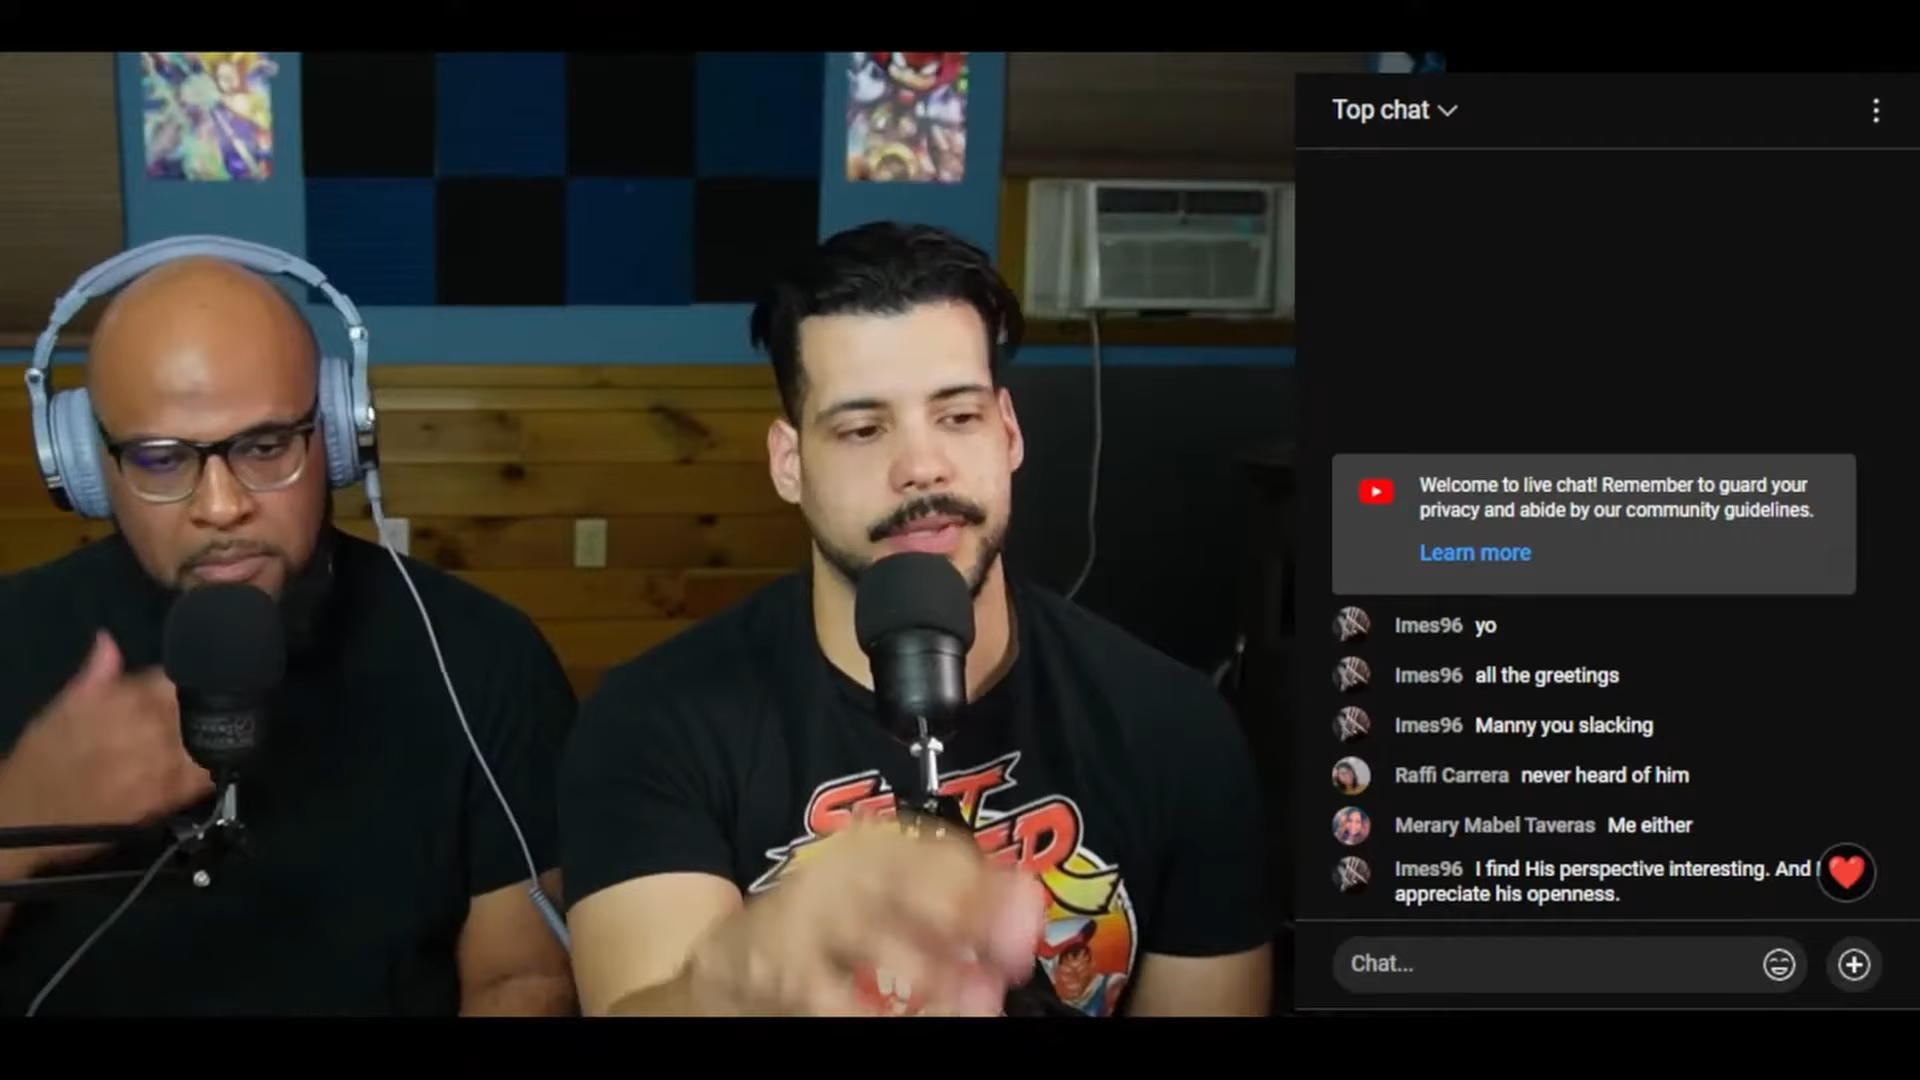 Top chat
Welcome to live chat! Remember to guard your
privacy and abide by our community guidelines.
Learn more
Imes96 yo
Imes96 all the greetings
Imes96 Manny you slacking
Raffi Carrera never heard of him
Merary Mabel Taveras Me either
Imes96 I find His perspective interesting. And I
appreciate his openness.
Chat...